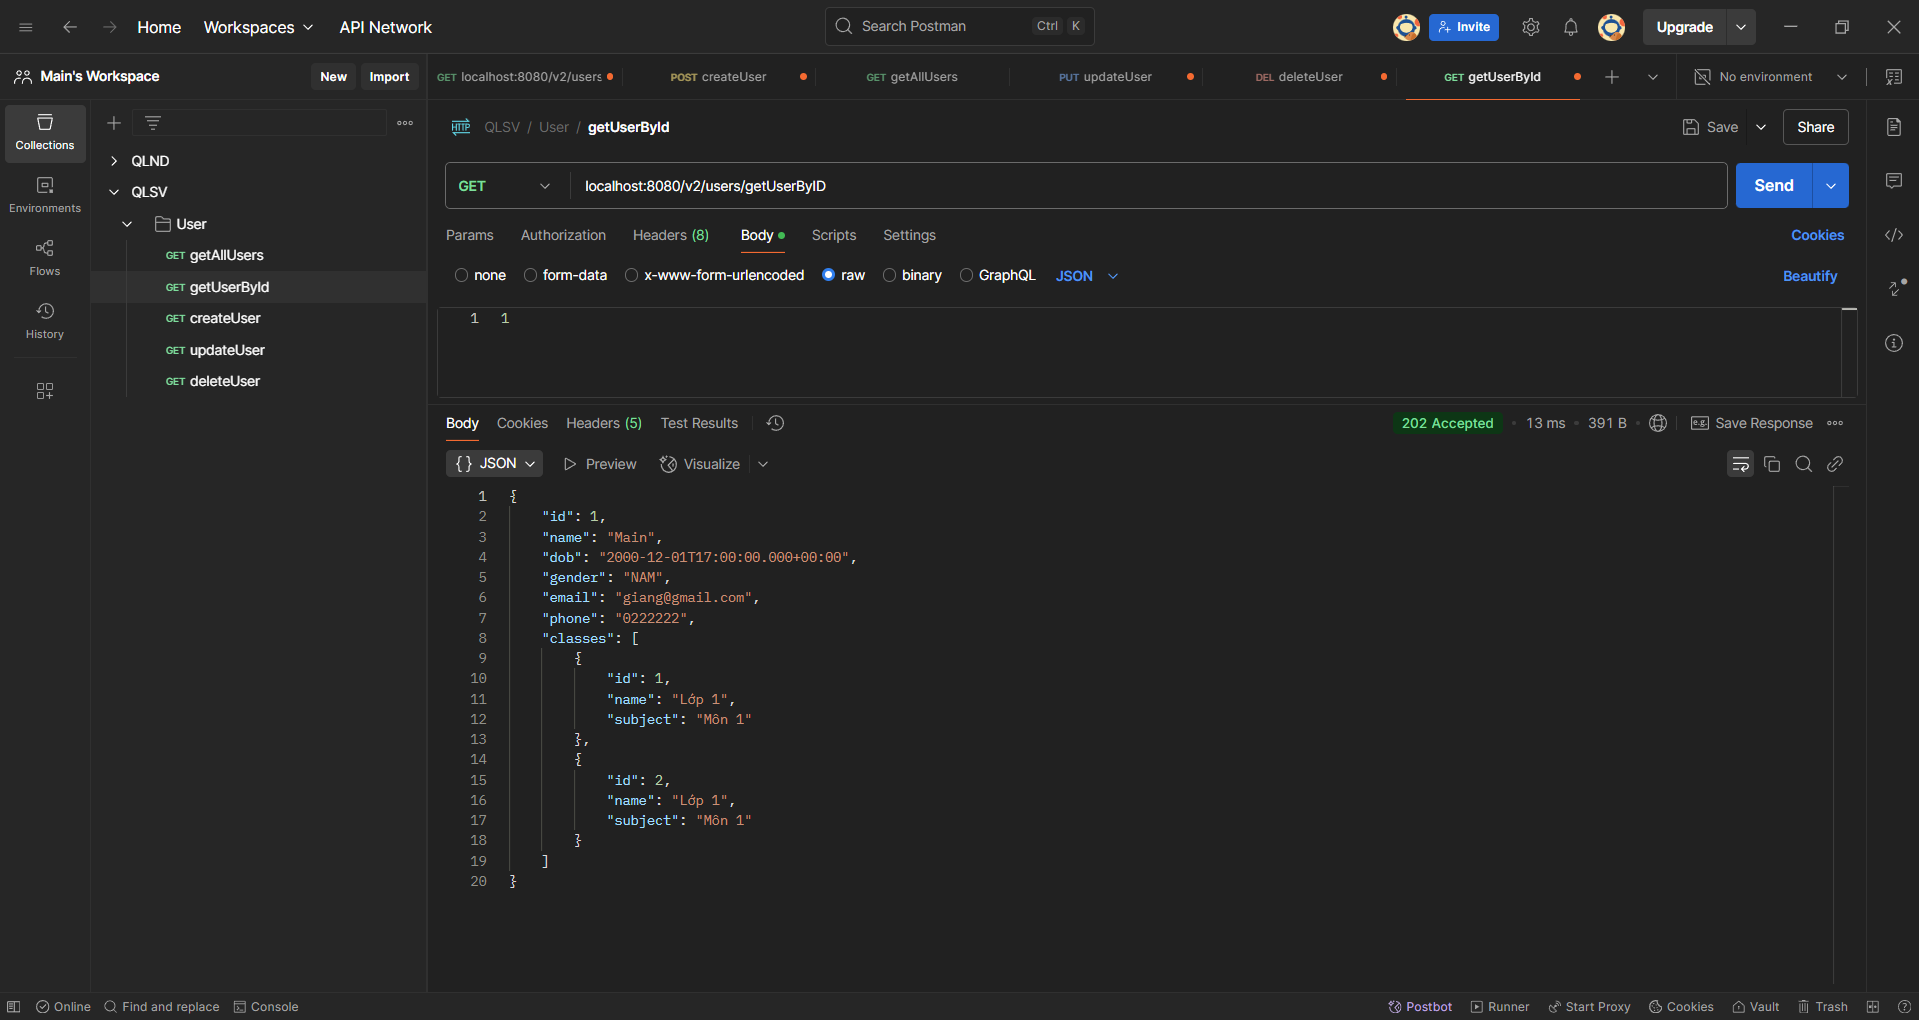 Home Workspaces API Network Search Postman Ctrl K Invite Upgrade
Main's Workspace New Import GET localhost:8080/v2/users POST createUser GET getAllUsers PUT updateUser DEL deleteUser GET getUserById No environment
Collections
Environments
Flows
History
QLND
QLSV
User
GET getAllUsers
GET getUserById
GET createUser
GET updateUser
GET deleteUser
HTTP QLSV / User / getUserById Save Share
GET localhost:8080/v2/users/getUserByID Send
Params Authorization Headers (8) Body Scripts Settings Cookies
none form-data x-www-form-urlencoded raw binary GraphQL JSON Beautify
1 1
Body Cookies Headers (5) Test Results 202 Accepted 13 ms 391 B e.g. Save Response
{} JSON Preview Visualize
1 {
2 "id": 1,
3 "name": "Main",
4 "dob": "2000-12-01T17:00:00.000+00:00",
5 "gender": "NAM",
6 "email": "giang@gmail.com",
7 "phone": "0222222",
8 "classes": [
9 {
10 "id": 1,
11 "name": "Lớp 1",
12 "subject": "Môn 1"
13 },
14 {
15 "id": 2,
16 "name": "Lớp 1",
17 "subject": "Môn 1"
18 }
19 ]
20 }
Online Find and replace Console Postbot Runner Start Proxy Cookies Vault Trash